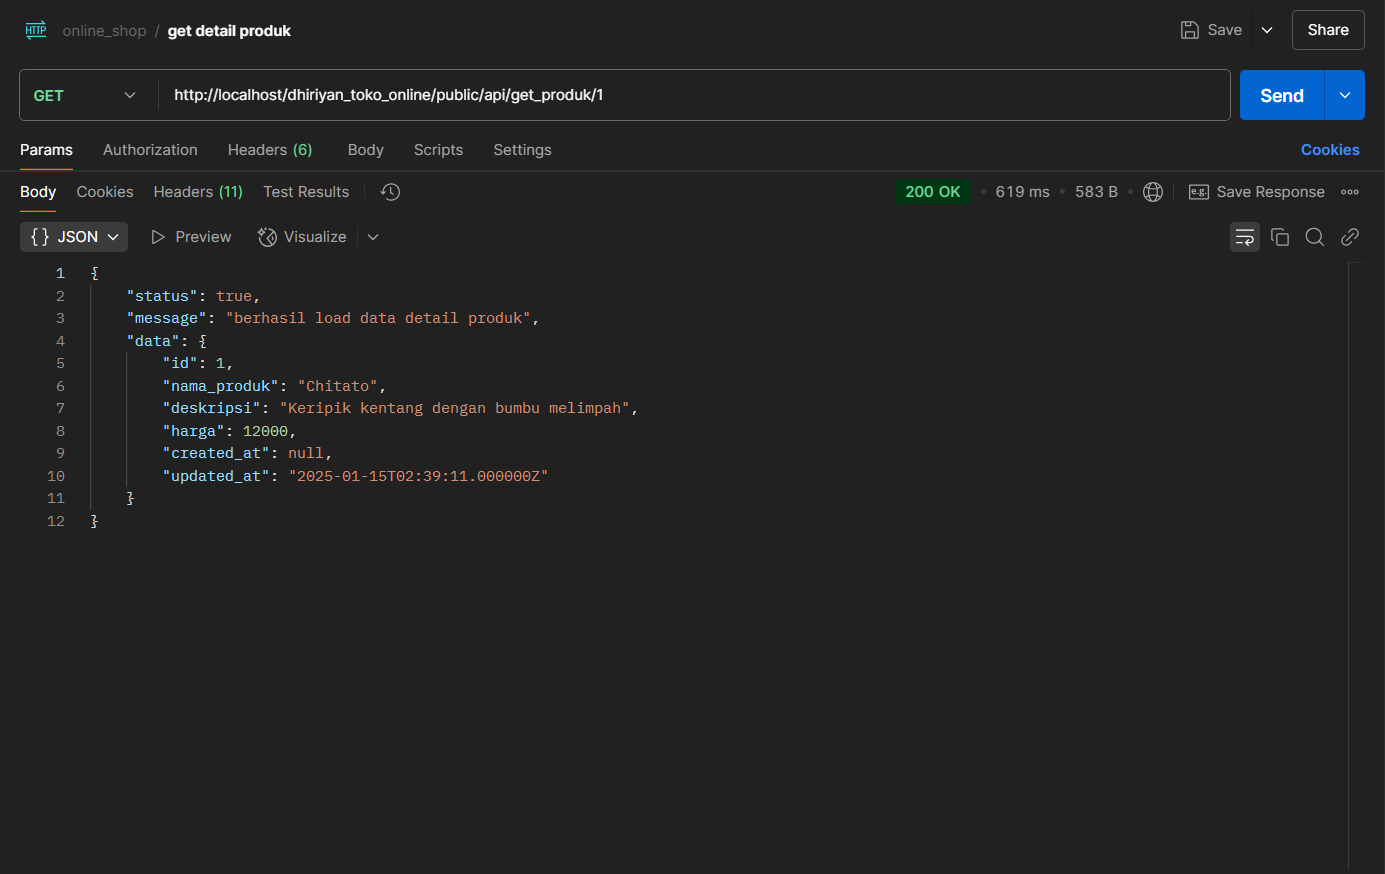 HTTP online_shop / get detail produk Save Share
GET http://localhost/dhiriyan_toko_online/public/api/get_produk/1 Send
Params Authorization Headers (6) Body Scripts Settings Cookies
Body Cookies Headers (11) Test Results 200 OK • 619 ms • 583 B • e.g. Save Response
{} JSON Preview Visualize
1 {
2 "status": true,
3 "message": "berhasil load data detail produk",
4 "data": {
5 "id": 1,
6 "nama_produk": "Chitato",
7 "deskripsi": "Keripik kentang dengan bumbu melimpah",
8 "harga": 12000,
9 "created_at": null,
10 "updated_at": "2025-01-15T02:39:11.000000Z"
11 }
12 }